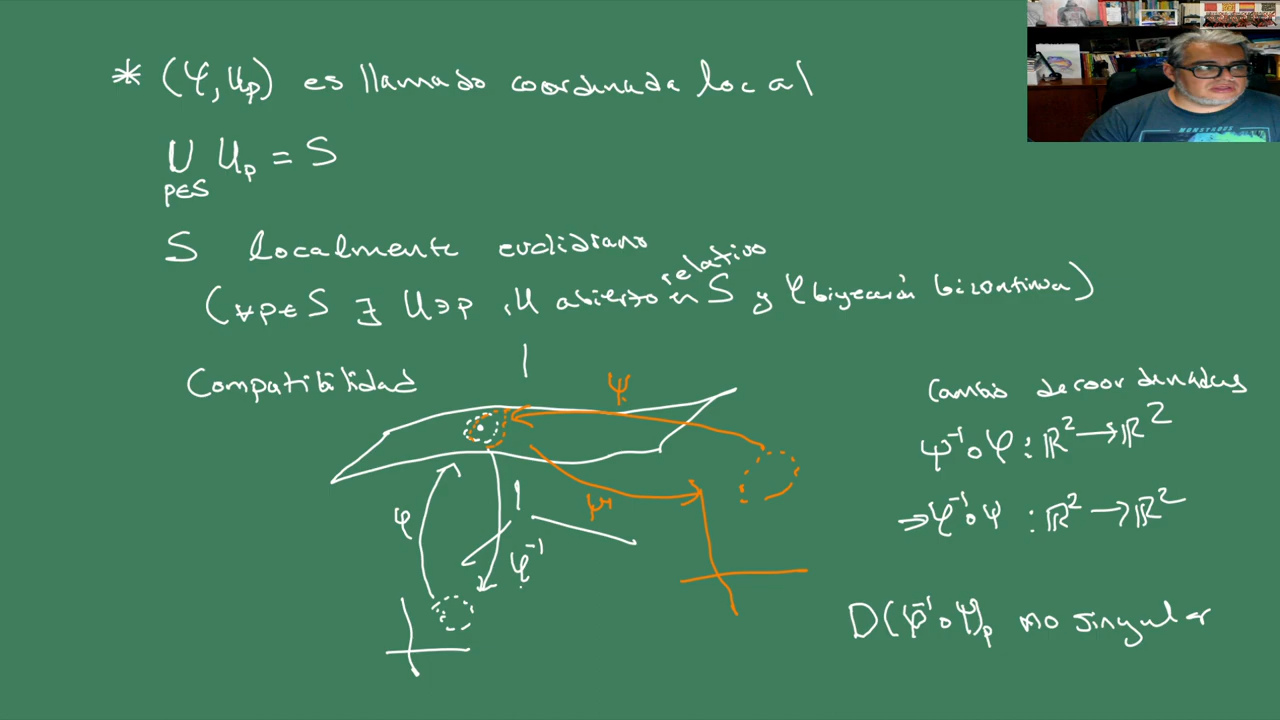 * (φ, U_p) es llamado coordenada local
∪ U_p = S
p∈S
S localmente euclidiano
relativo
(∀p∈S ∃ U∋p, U abierto en S y φ biyección bicontinua)
Compatibilidad
Cambio de coordenadas
ψ
ψ⁻¹∘φ : ℝ² → ℝ²
φ
⇒ φ⁻¹∘ψ : ℝ² → ℝ²
φ⁻¹
D(φ⁻¹∘ψ)_p no singular
MONSTROUS